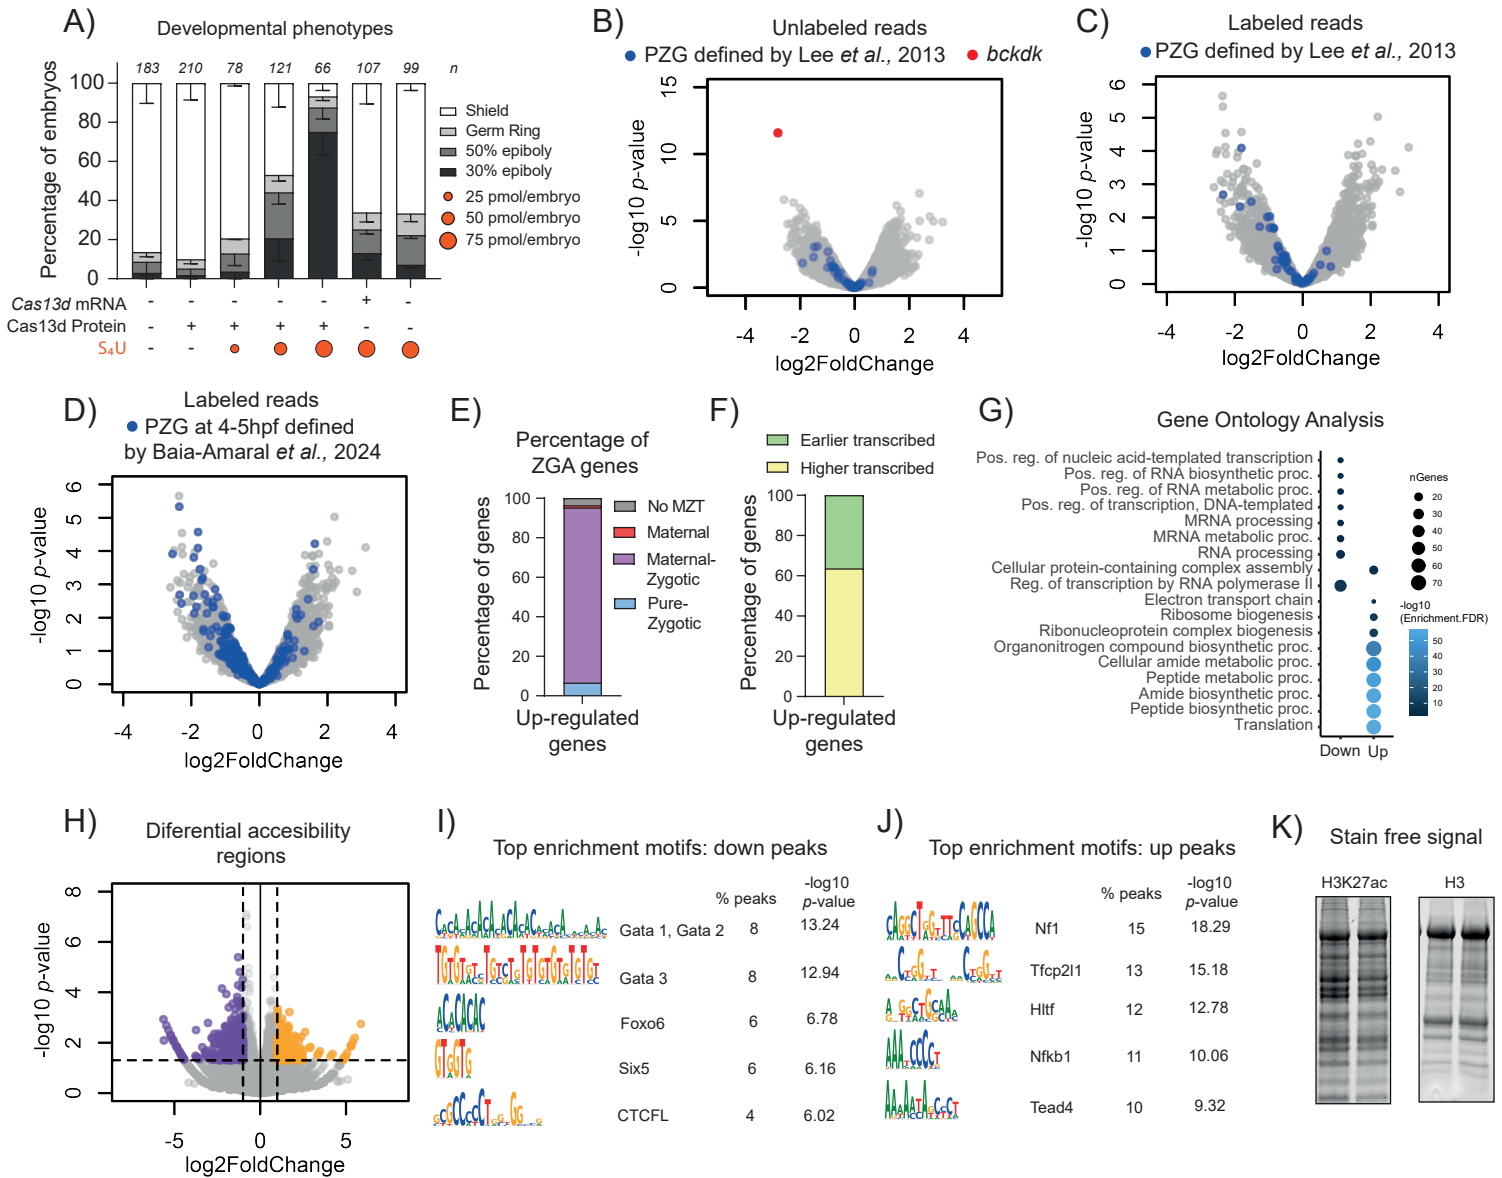 A)
Developmental phenotypes
183 210 78 121 66 107 99 n
Percentage of embryos
100
80
60
40
20
0
Shield
Germ Ring
50% epiboly
30% epiboly
25 pmol/embryo
50 pmol/embryo
75 pmol/embryo
Cas13d mRNA - - - - - + -
Cas13d Protein - + + + + - -
S₄U - -
B)
Unlabeled reads
PZG defined by Lee et al., 2013 bckdk
-log10 p-value
15
10
5
0
-4 -2 0 2 4
log2FoldChange
C)
Labeled reads
PZG defined by Lee et al., 2013
-log10 p-value
6
5
4
3
2
1
0
-4 -2 0 2 4
log2FoldChange
D)
Labeled reads
PZG at 4-5hpf defined
by Baia-Amaral et al., 2024
-log10 p-value
6
5
4
3
2
1
0
-4 -2 0 2 4
log2FoldChange
E)
Percentage of
ZGA genes
Percentage of genes
100
80
60
40
20
0
No MZT
Maternal
Maternal-
Zygotic
Pure-
Zygotic
Up-regulated
genes
F)
Earlier transcribed
Higher transcribed
Percentage of genes
100
80
60
40
20
0
Up-regulated
genes
G)
Gene Ontology Analysis
Pos. reg. of nucleic acid-templated transcription
Pos. reg. of RNA biosynthetic proc.
Pos. reg. of RNA metabolic proc.
Pos. reg. of transcription, DNA-templated
MRNA processing
MRNA metabolic proc.
RNA processing
Cellular protein-containing complex assembly
Reg. of transcription by RNA polymerase II
Electron transport chain
Ribosome biogenesis
Ribonucleoprotein complex biogenesis
Organonitrogen compound biosynthetic proc.
Cellular amide metabolic proc.
Peptide metabolic proc.
Amide biosynthetic proc.
Peptide biosynthetic proc.
Translation
Down Up
nGenes
20
30
40
50
60
70
-log10
(Enrichment.FDR)
50
40
30
20
10
H)
Diferential accesibility
regions
-log10 p-value
8
6
4
2
0
-5 0 5
log2FoldChange
I)
Top enrichment motifs: down peaks
% peaks -log10
p-value
Gata 1, Gata 2 8 13.24
Gata 3 8 12.94
Foxo6 6 6.78
Six5 6 6.16
CTCFL 4 6.02
J)
Top enrichment motifs: up peaks
% peaks -log10
p-value
Nf1 15 18.29
Tfcp2l1 13 15.18
Hltf 12 12.78
Nfkb1 11 10.06
Tead4 10 9.32
K)
Stain free signal
H3K27ac H3